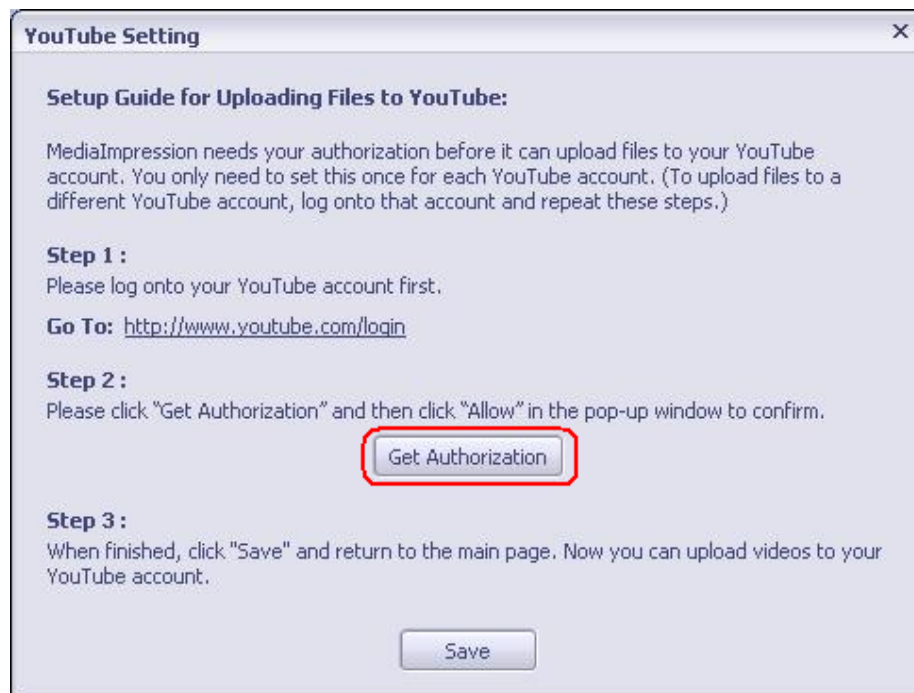 YouTube Setting
Setup Guide for Uploading Files to YouTube:
MediaImpression needs your authorization before it can upload files to your YouTube
account. You only need to set this once for each YouTube account. (To upload files to a
different YouTube account, log onto that account and repeat these steps.)
Step 1 :
Please log onto your YouTube account first.
Go To: http://www.youtube.com/login
Step 2 :
Please click “Get Authorization” and then click “Allow” in the pop-up window to confirm.
Get Authorization
Step 3 :
When finished, click "Save" and return to the main page. Now you can upload videos to your
YouTube account.
Save